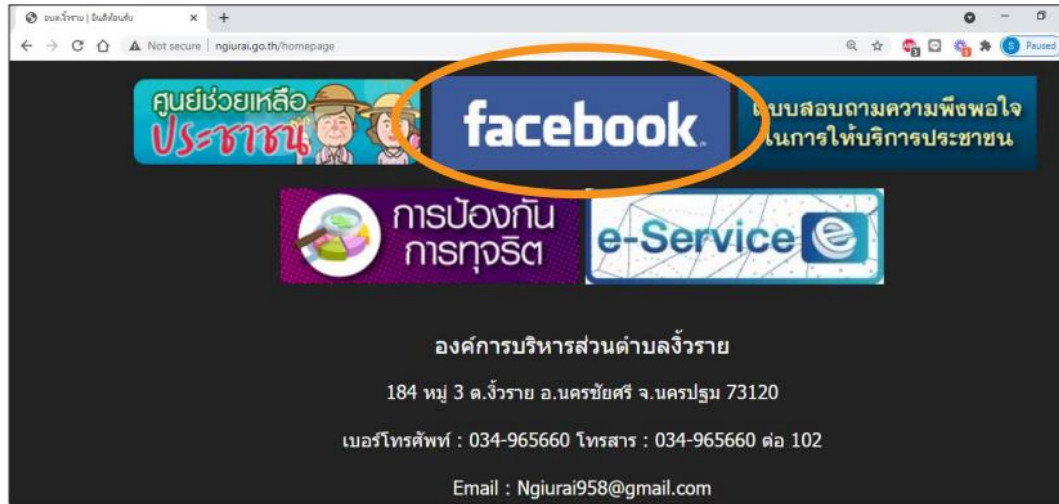 อบต.งิ้วราย | ยินดีต้อนรับ
Not secure | ngiurai.go.th/homepage
Paused
ศูนย์ช่วยเหลือ
ประชาชน
facebook
แบบสอบถามความพึงพอใจ
ในการให้บริการประชาชน
การป้องกัน
การทุจริต
e-Service
องค์การบริหารส่วนตำบลงิ้วราย
184 หมู่ 3 ต.งิ้วราย อ.นครชัยศรี จ.นครปฐม 73120
เบอร์โทรศัพท์ : 034-965660 โทรสาร : 034-965660 ต่อ 102
Email : Ngiurai958@gmail.com